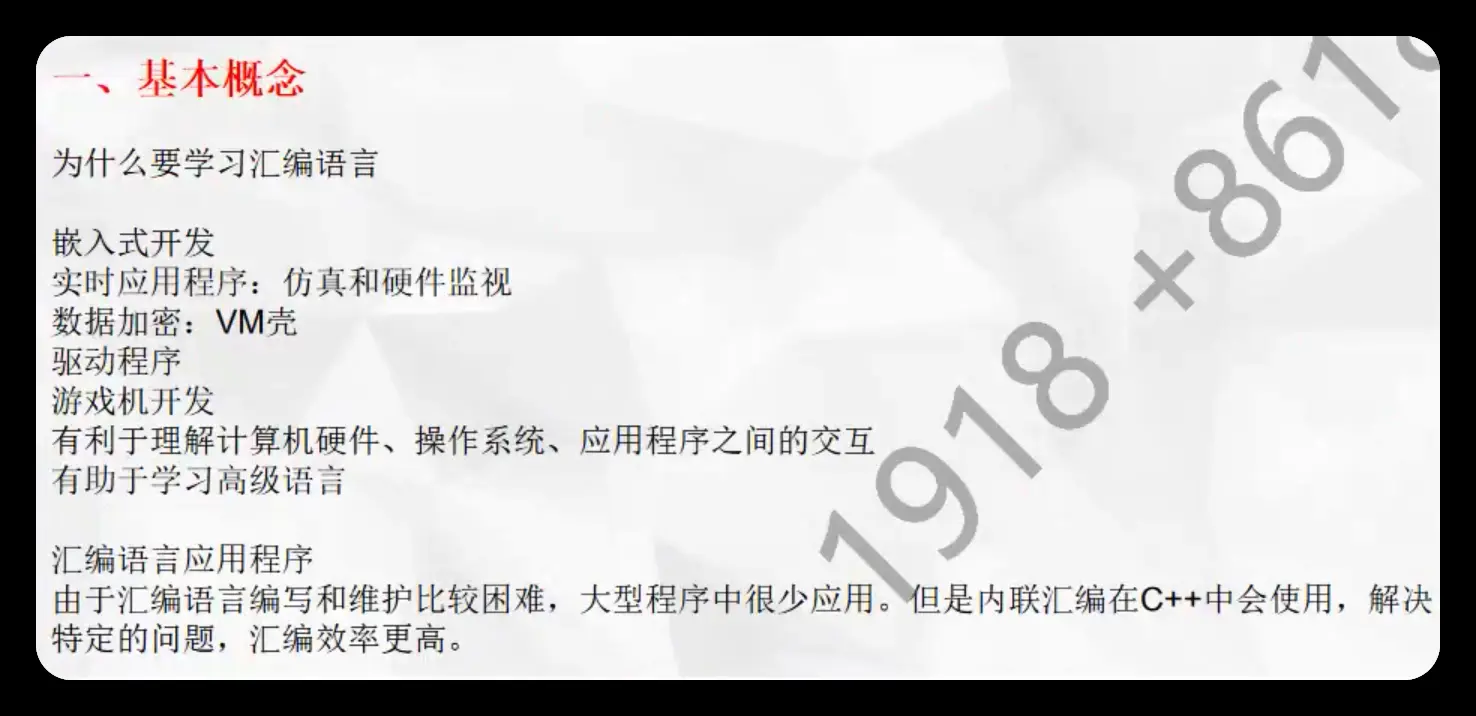 一、基本概念
为什么要学习汇编语言
嵌入式开发
实时应用程序：仿真和硬件监视
数据加密：VM壳
驱动程序
游戏机开发
有利于理解计算机硬件、操作系统、应用程序之间的交互
有助于学习高级语言
汇编语言应用程序
由于汇编语言编写和维护比较困难，大型程序中很少应用。但是内联汇编在C++中会使用，解决
特定的问题，汇编效率更高。
1918 +861